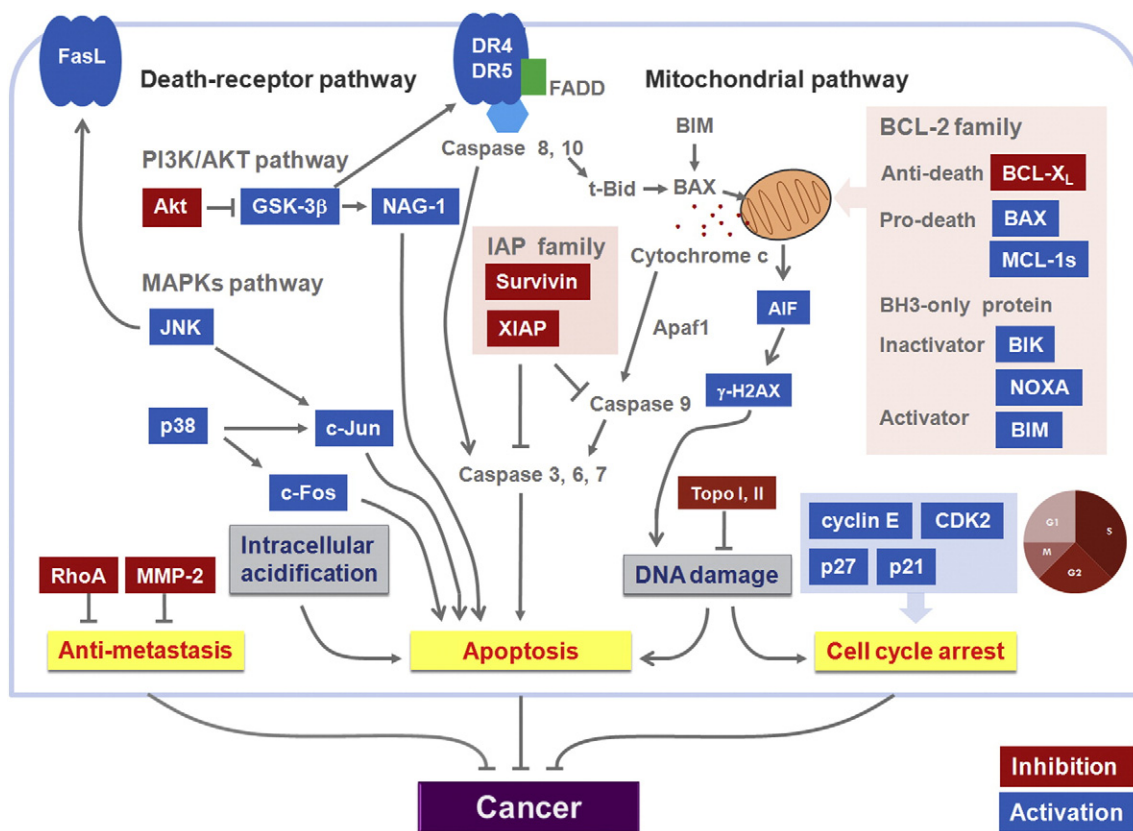 FasL
Death-receptor pathway
DR4
DR5
FADD
Mitochondrial pathway
PI3K/AKT pathway
Akt
GSK-3β
NAG-1
Caspase 8, 10
t-Bid
BIM
BAX
Cytochrome c
BCL-2 family
Anti-death
BCL-XL
Pro-death
BAX
MCL-1s
BH3-only protein
Inactivator
BIK
NOXA
Activator
BIM
MAPKs pathway
JNK
p38
c-Jun
c-Fos
IAP family
Survivin
XIAP
Apaf1
AIF
γ-H2AX
Caspase 9
Caspase 3, 6, 7
Topo I, II
Intracellular
acidification
DNA damage
cyclin E
CDK2
p27
p21
G1
S
M
G2
RhoA
MMP-2
Anti-metastasis
Apoptosis
Cell cycle arrest
Cancer
Inhibition
Activation